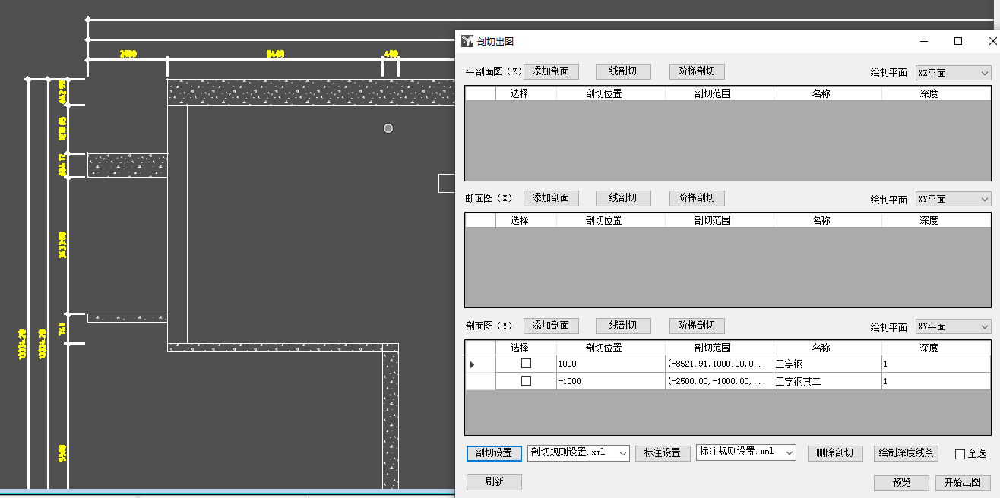 剖切出图
2600 5400 400
平剖面图（Z） 添加剖面 线剖切 阶梯剖切 绘制平面 XZ平面
选择 剖切位置 剖切范围 名称 深度
断面图（X） 添加剖面 线剖切 阶梯剖切 绘制平面 XY平面
选择 剖切位置 剖切范围 名称 深度
剖面图（Y） 添加剖面 线剖切 阶梯剖切 绘制平面 XY平面
选择 剖切位置 剖切范围 名称 深度
1000 (-8521.91,1000.00,0... 工字钢 1
-1000 (-2500.00,-1000.00,... 工字钢其二 1
剖切设置 剖切规则设置.xml 标注设置 标注规则设置.xml 删除剖切 绘制深度线条 全选
刷新 预览 开始出图